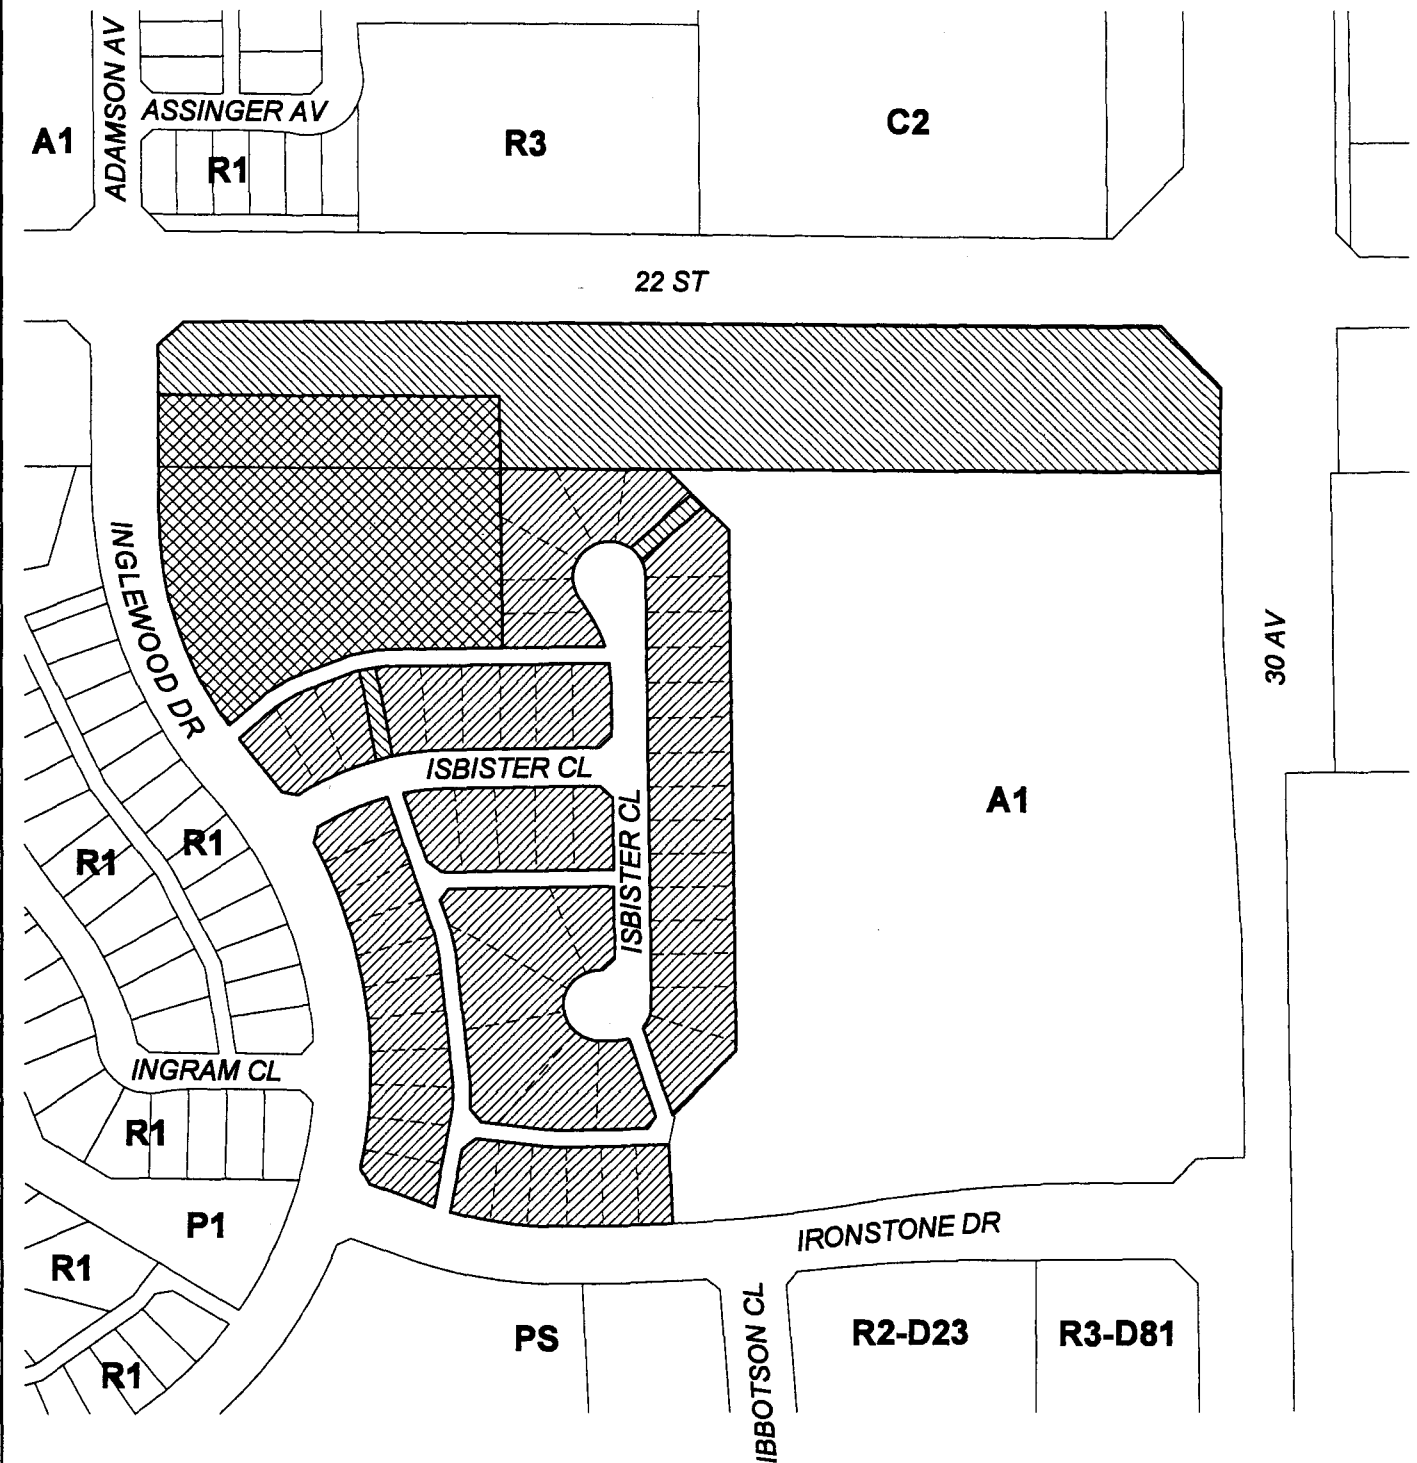 ADAMSON AV
ASSINGER AV
A1
R1
R3
C2
22 ST
INGLEWOOD DR
30 AV
ISBISTER CL
ISBISTER CL
A1
R1
R1
INGRAM CL
R1
P1
R1
R1
IRONSTONE DR
PS
IBBOTSON CL
R2-D23
R3-D81